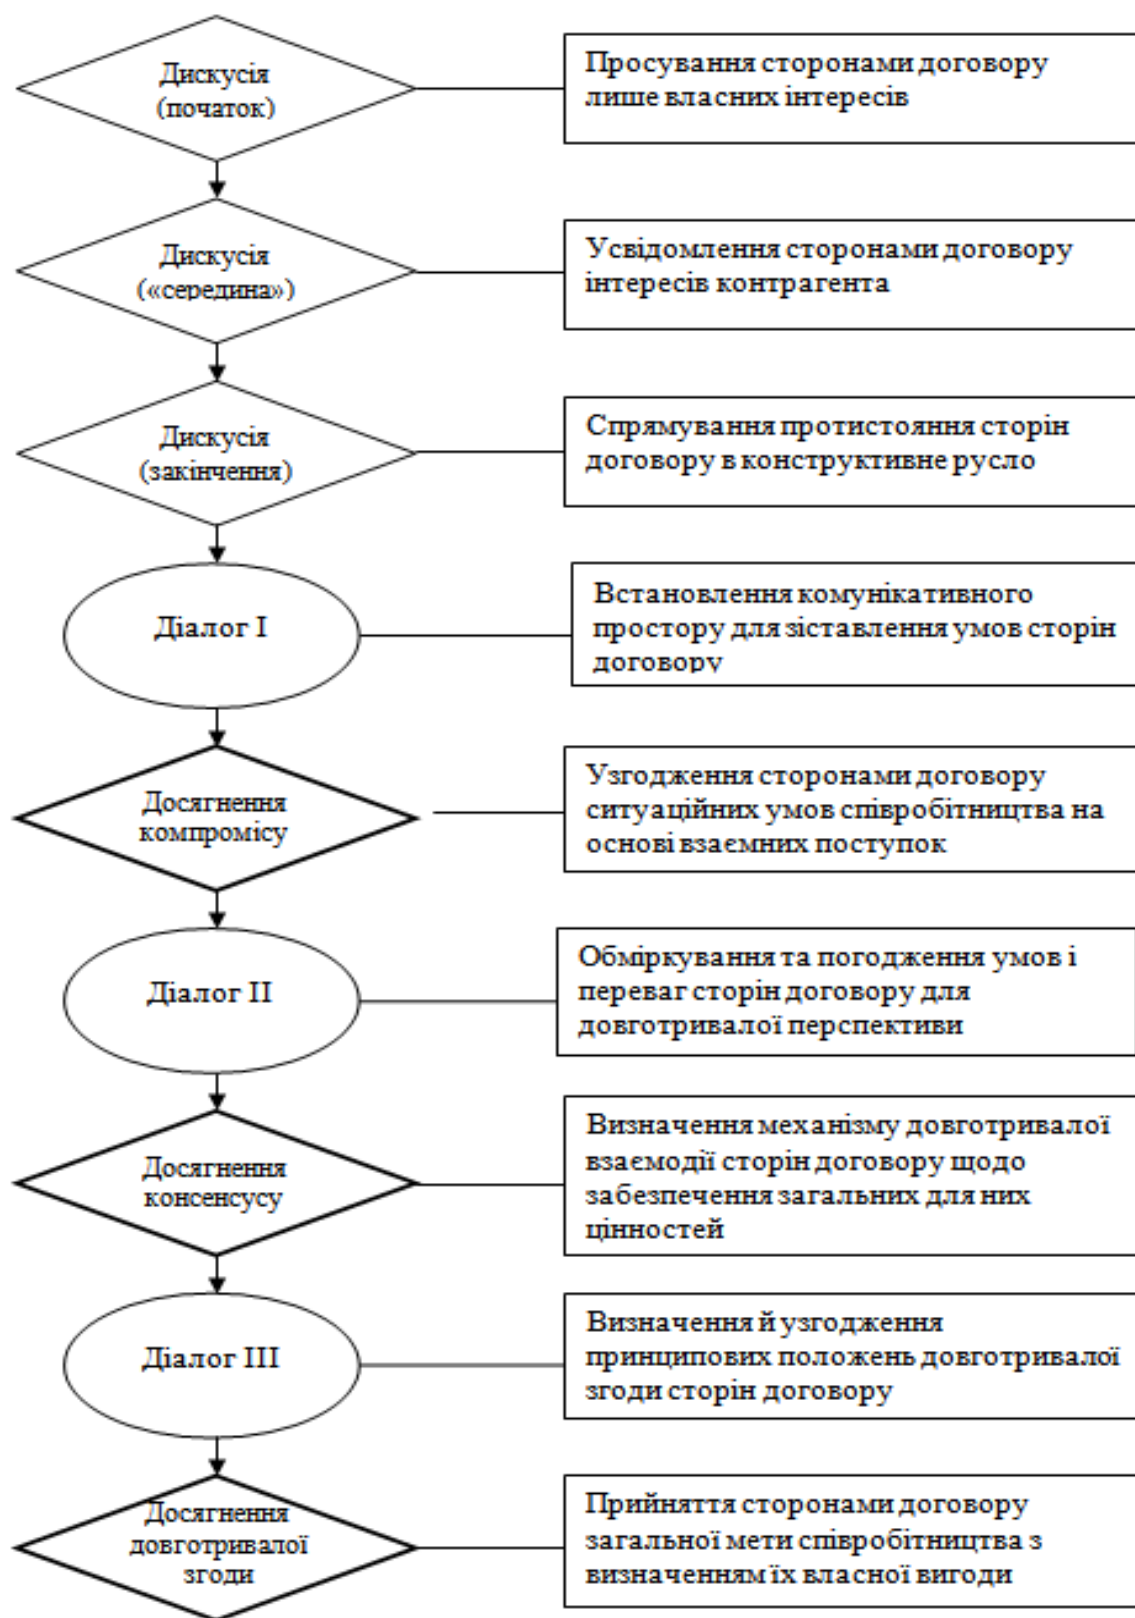 Дискусія
(початок)
Просування сторонами договору
лише власних інтересів
Дискусія
(«середина»)
Усвідомлення сторонами договору
інтересів контрагента
Дискусія
(закінчення)
Спрямування протистояння сторін
договору в конструктивне русло
Діалог I
Встановлення комунікативного
простору для зіставлення умов сторін
договору
Досягнення
компромісу
Узгодження сторонами договору
ситуаційних умов співробітництва на
основі взаємних поступок
Діалог II
Обміркування та погодження умов і
переваг сторін договору для
довготривалої перспективи
Досягнення
консенсусу
Визначення механізму довготривалої
взаємодії сторін договору щодо
забезпечення загальних для них
цінностей
Діалог III
Визначення й узгодження
принципових положень довготривалої
згоди сторін договору
Досягнення
довготривалої
згоди
Прийняття сторонами договору
загальної мети співробітництва з
визначенням їх власної вигоди